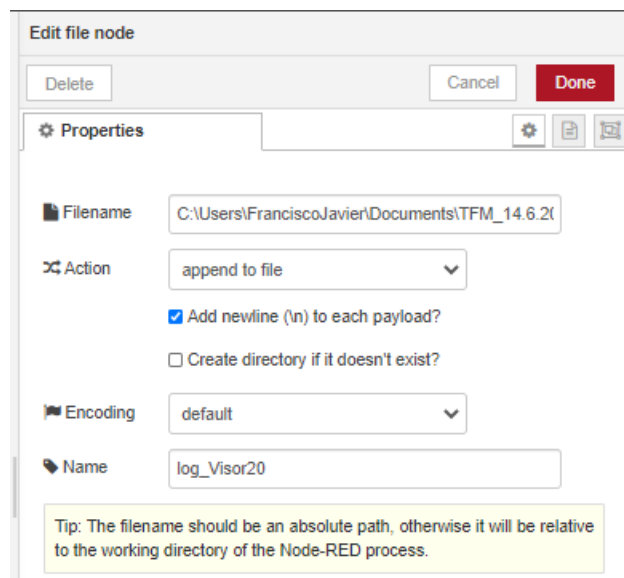 Edit file node
Delete
Cancel
Done
Properties
Filename
C:\Users\FranciscoJavier\Documents\TFM_14.6.20
Action
append to file
Add newline (\n) to each payload?
Create directory if it doesn't exist?
Encoding
default
Name
log_Visor20
Tip: The filename should be an absolute path, otherwise it will be relative
to the working directory of the Node-RED process.